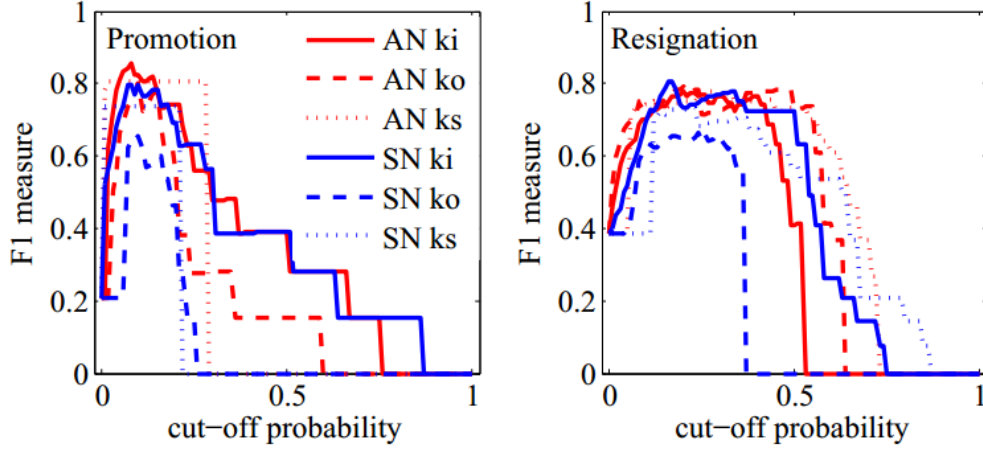 Promotion
AN ki
AN ko
AN ks
SN ki
SN ko
SN ks
F1 measure
1
0.8
0.6
0.4
0.2
0
0 0.5 1
cut-off probability
Resignation
F1 measure
1
0.8
0.6
0.4
0.2
0
0 0.5 1
cut-off probability